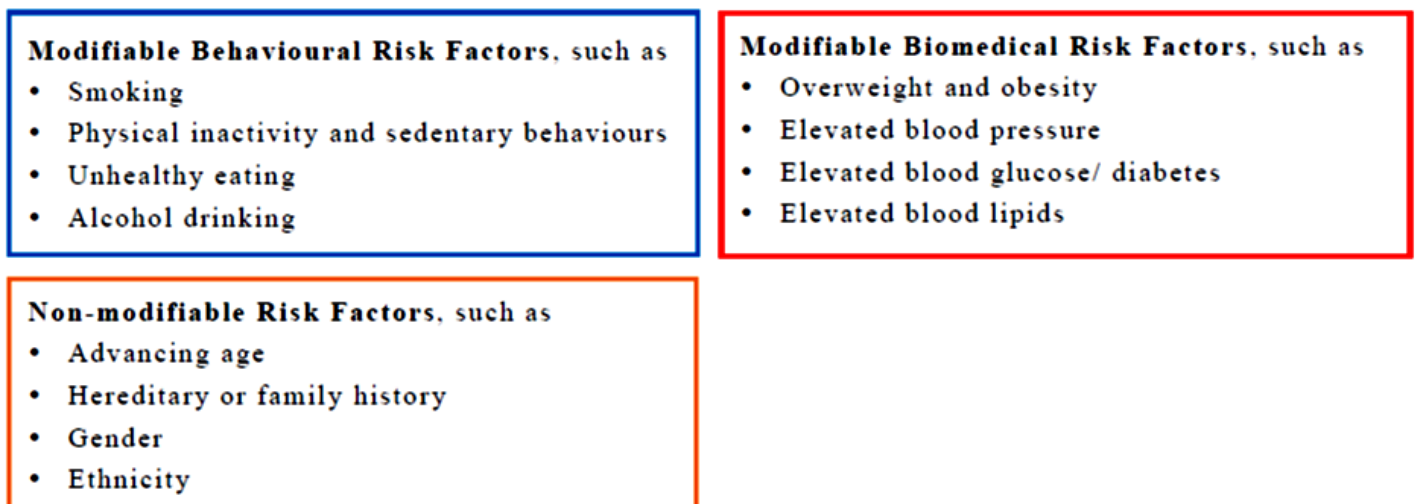 Modifiable Behavioural Risk Factors, such as
• Smoking
• Physical inactivity and sedentary behaviours
• Unhealthy eating
• Alcohol drinking
Modifiable Biomedical Risk Factors, such as
• Overweight and obesity
• Elevated blood pressure
• Elevated blood glucose/ diabetes
• Elevated blood lipids
Non-modifiable Risk Factors, such as
• Advancing age
• Hereditary or family history
• Gender
• Ethnicity